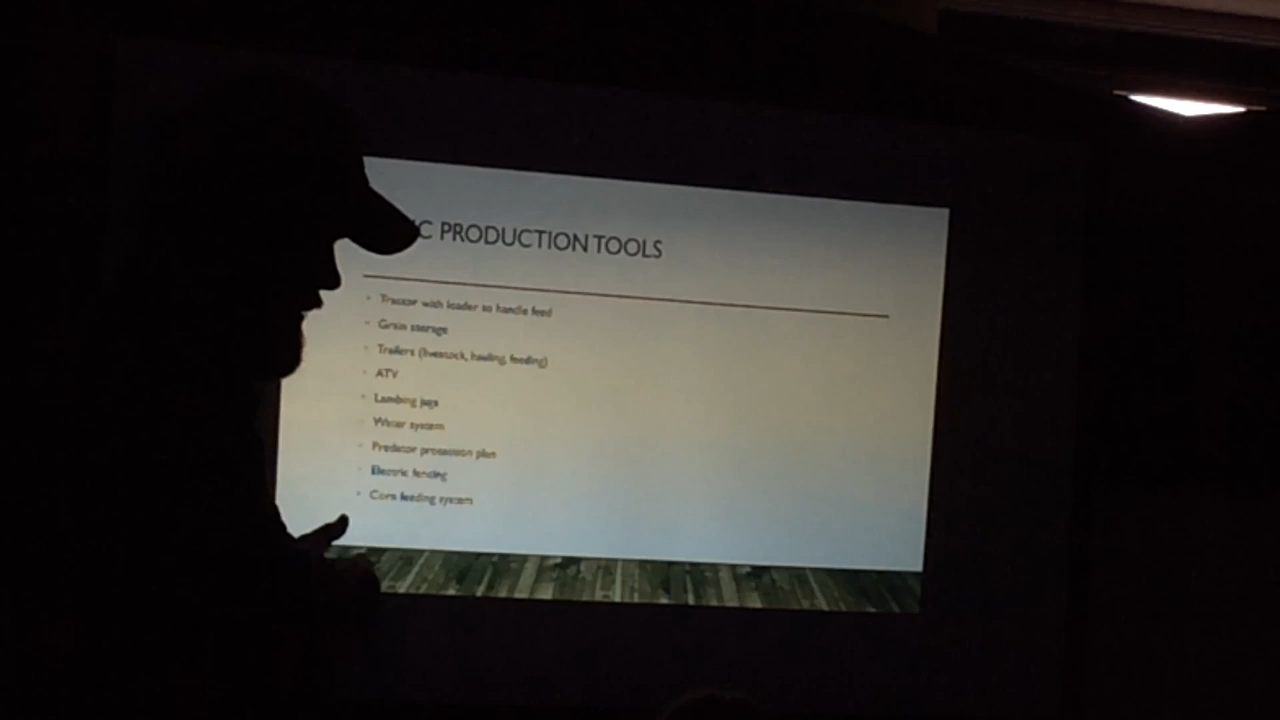 C PRODUCTION TOOLS
Tractor with loader to handle feed
Grain storage
Trailers (livestock, hauling, feeding)
ATV
Lambing jugs
Water system
Predator protection plan
Electric fencing
Corn feeding system